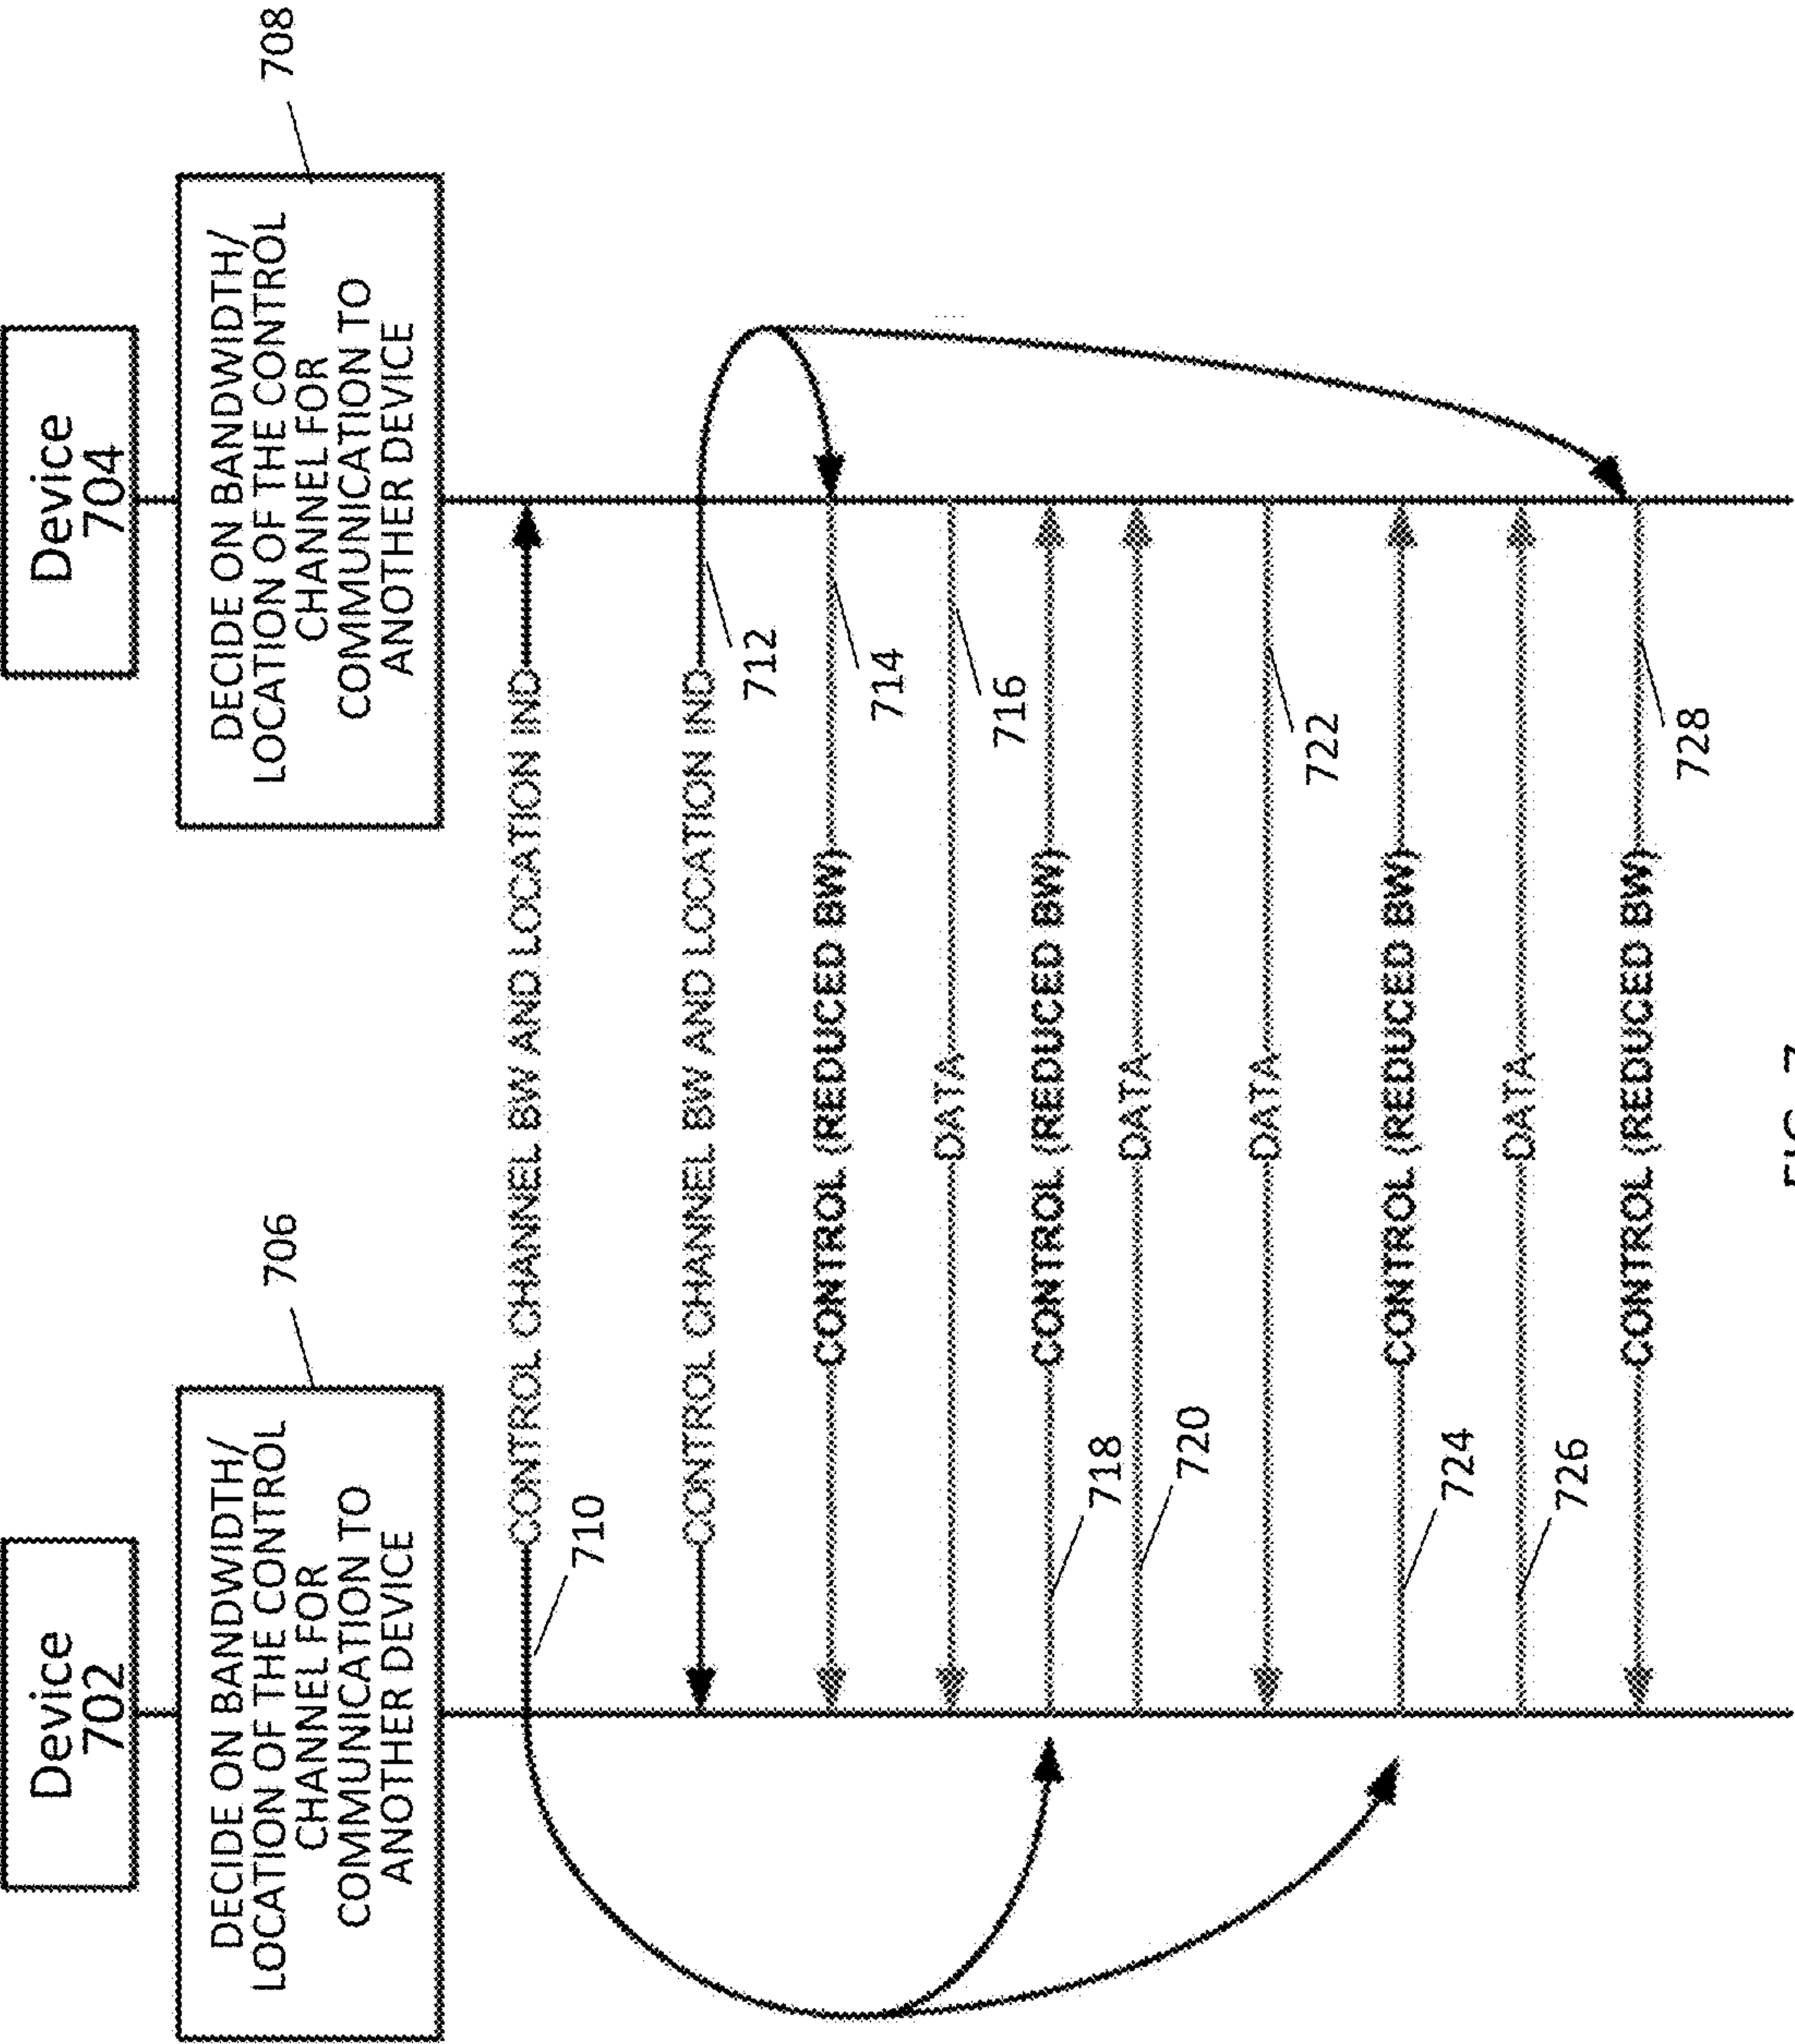 Device
702
Device
704
DECIDE ON BANDWIDTH/
LOCATION OF THE CONTROL
CHANNEL FOR
COMMUNICATION TO
ANOTHER DEVICE
706
DECIDE ON BANDWIDTH/
LOCATION OF THE CONTROL
CHANNEL FOR
COMMUNICATION TO
ANOTHER DEVICE
708
CONTROL CHANNEL BW AND LOCATION IND
710
CONTROL CHANNEL BW AND LOCATION IND
712
CONTROL (REDUCED BW)
714
DATA
716
CONTROL (REDUCED BW)
718
DATA
720
DATA
722
CONTROL (REDUCED BW)
724
DATA
726
CONTROL (REDUCED BW)
728
FIG. 7